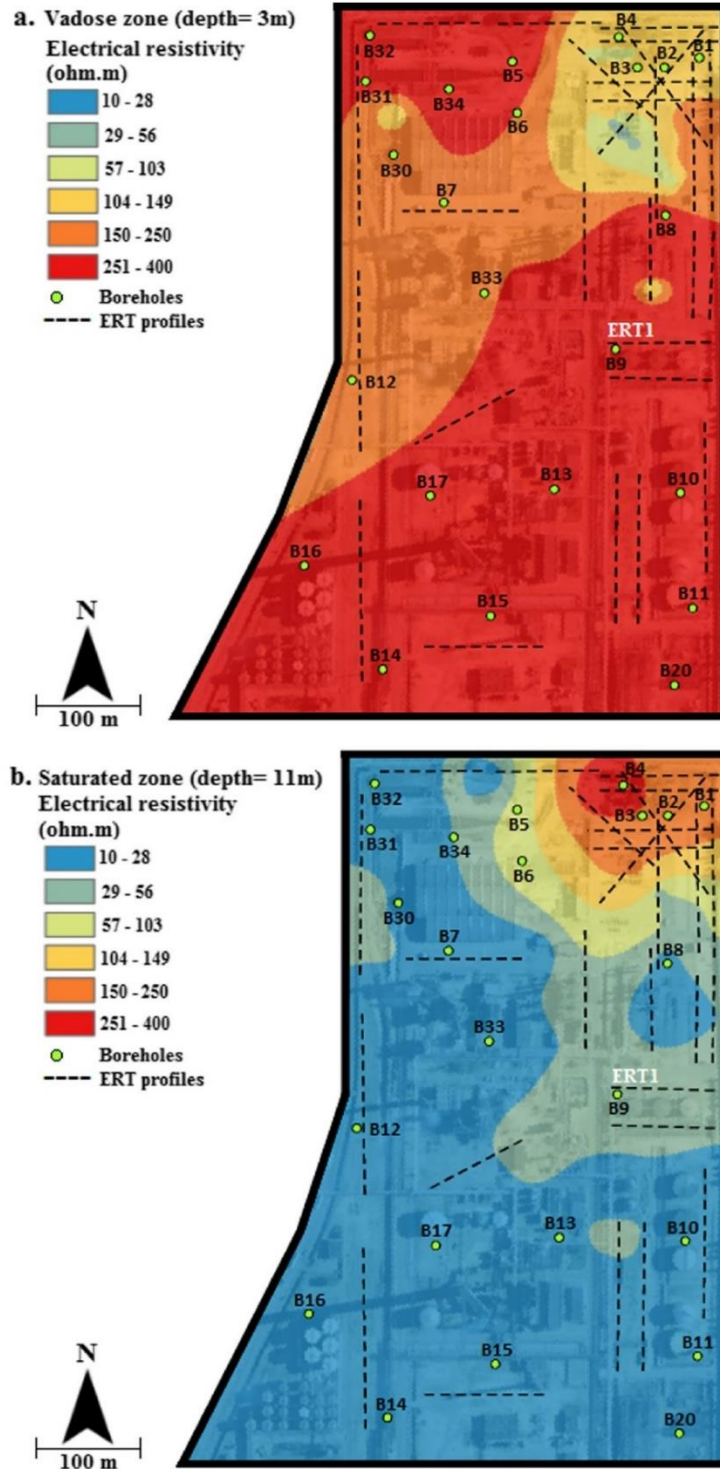 a. Vadose zone (depth= 3m)
Electrical resistivity
(ohm.m)
10 - 28
29 - 56
57 - 103
104 - 149
150 - 250
251 - 400
Boreholes
ERT profiles
B4
B1
B32
B2
B3
B5
B31
B34
B6
B30
B7
B8
B33
ERT1
B9
B12
B17
B13
B10
B16
B15
B11
B14
B20
N
100 m
b. Saturated zone (depth= 11m)
Electrical resistivity
(ohm.m)
10 - 28
29 - 56
57 - 103
104 - 149
150 - 250
251 - 400
Boreholes
ERT profiles
B4
B1
B32
B2
B3
B5
B31
B34
B6
B30
B7
B8
B33
ERT1
B9
B12
B17
B13
B10
B16
B15
B11
B14
B20
N
100 m